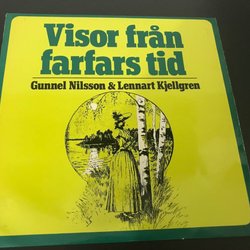 Visor från
farfars tid
Gunnel Nilsson & Lennart Kjellgren